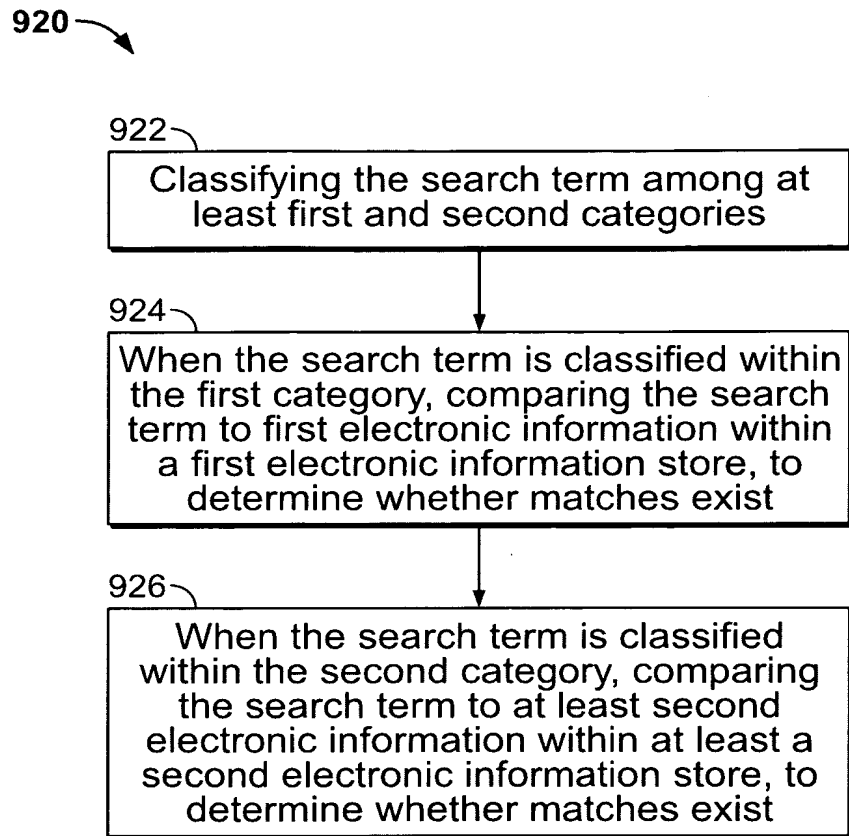 920
922
Classifying the search term among at
least first and second categories
924
When the search term is classified within
the first category, comparing the search
term to first electronic information within
a first electronic information store, to
determine whether matches exist
926
When the search term is classified
within the second category, comparing
the search term to at least second
electronic information within at least a
second electronic information store, to
determine whether matches exist